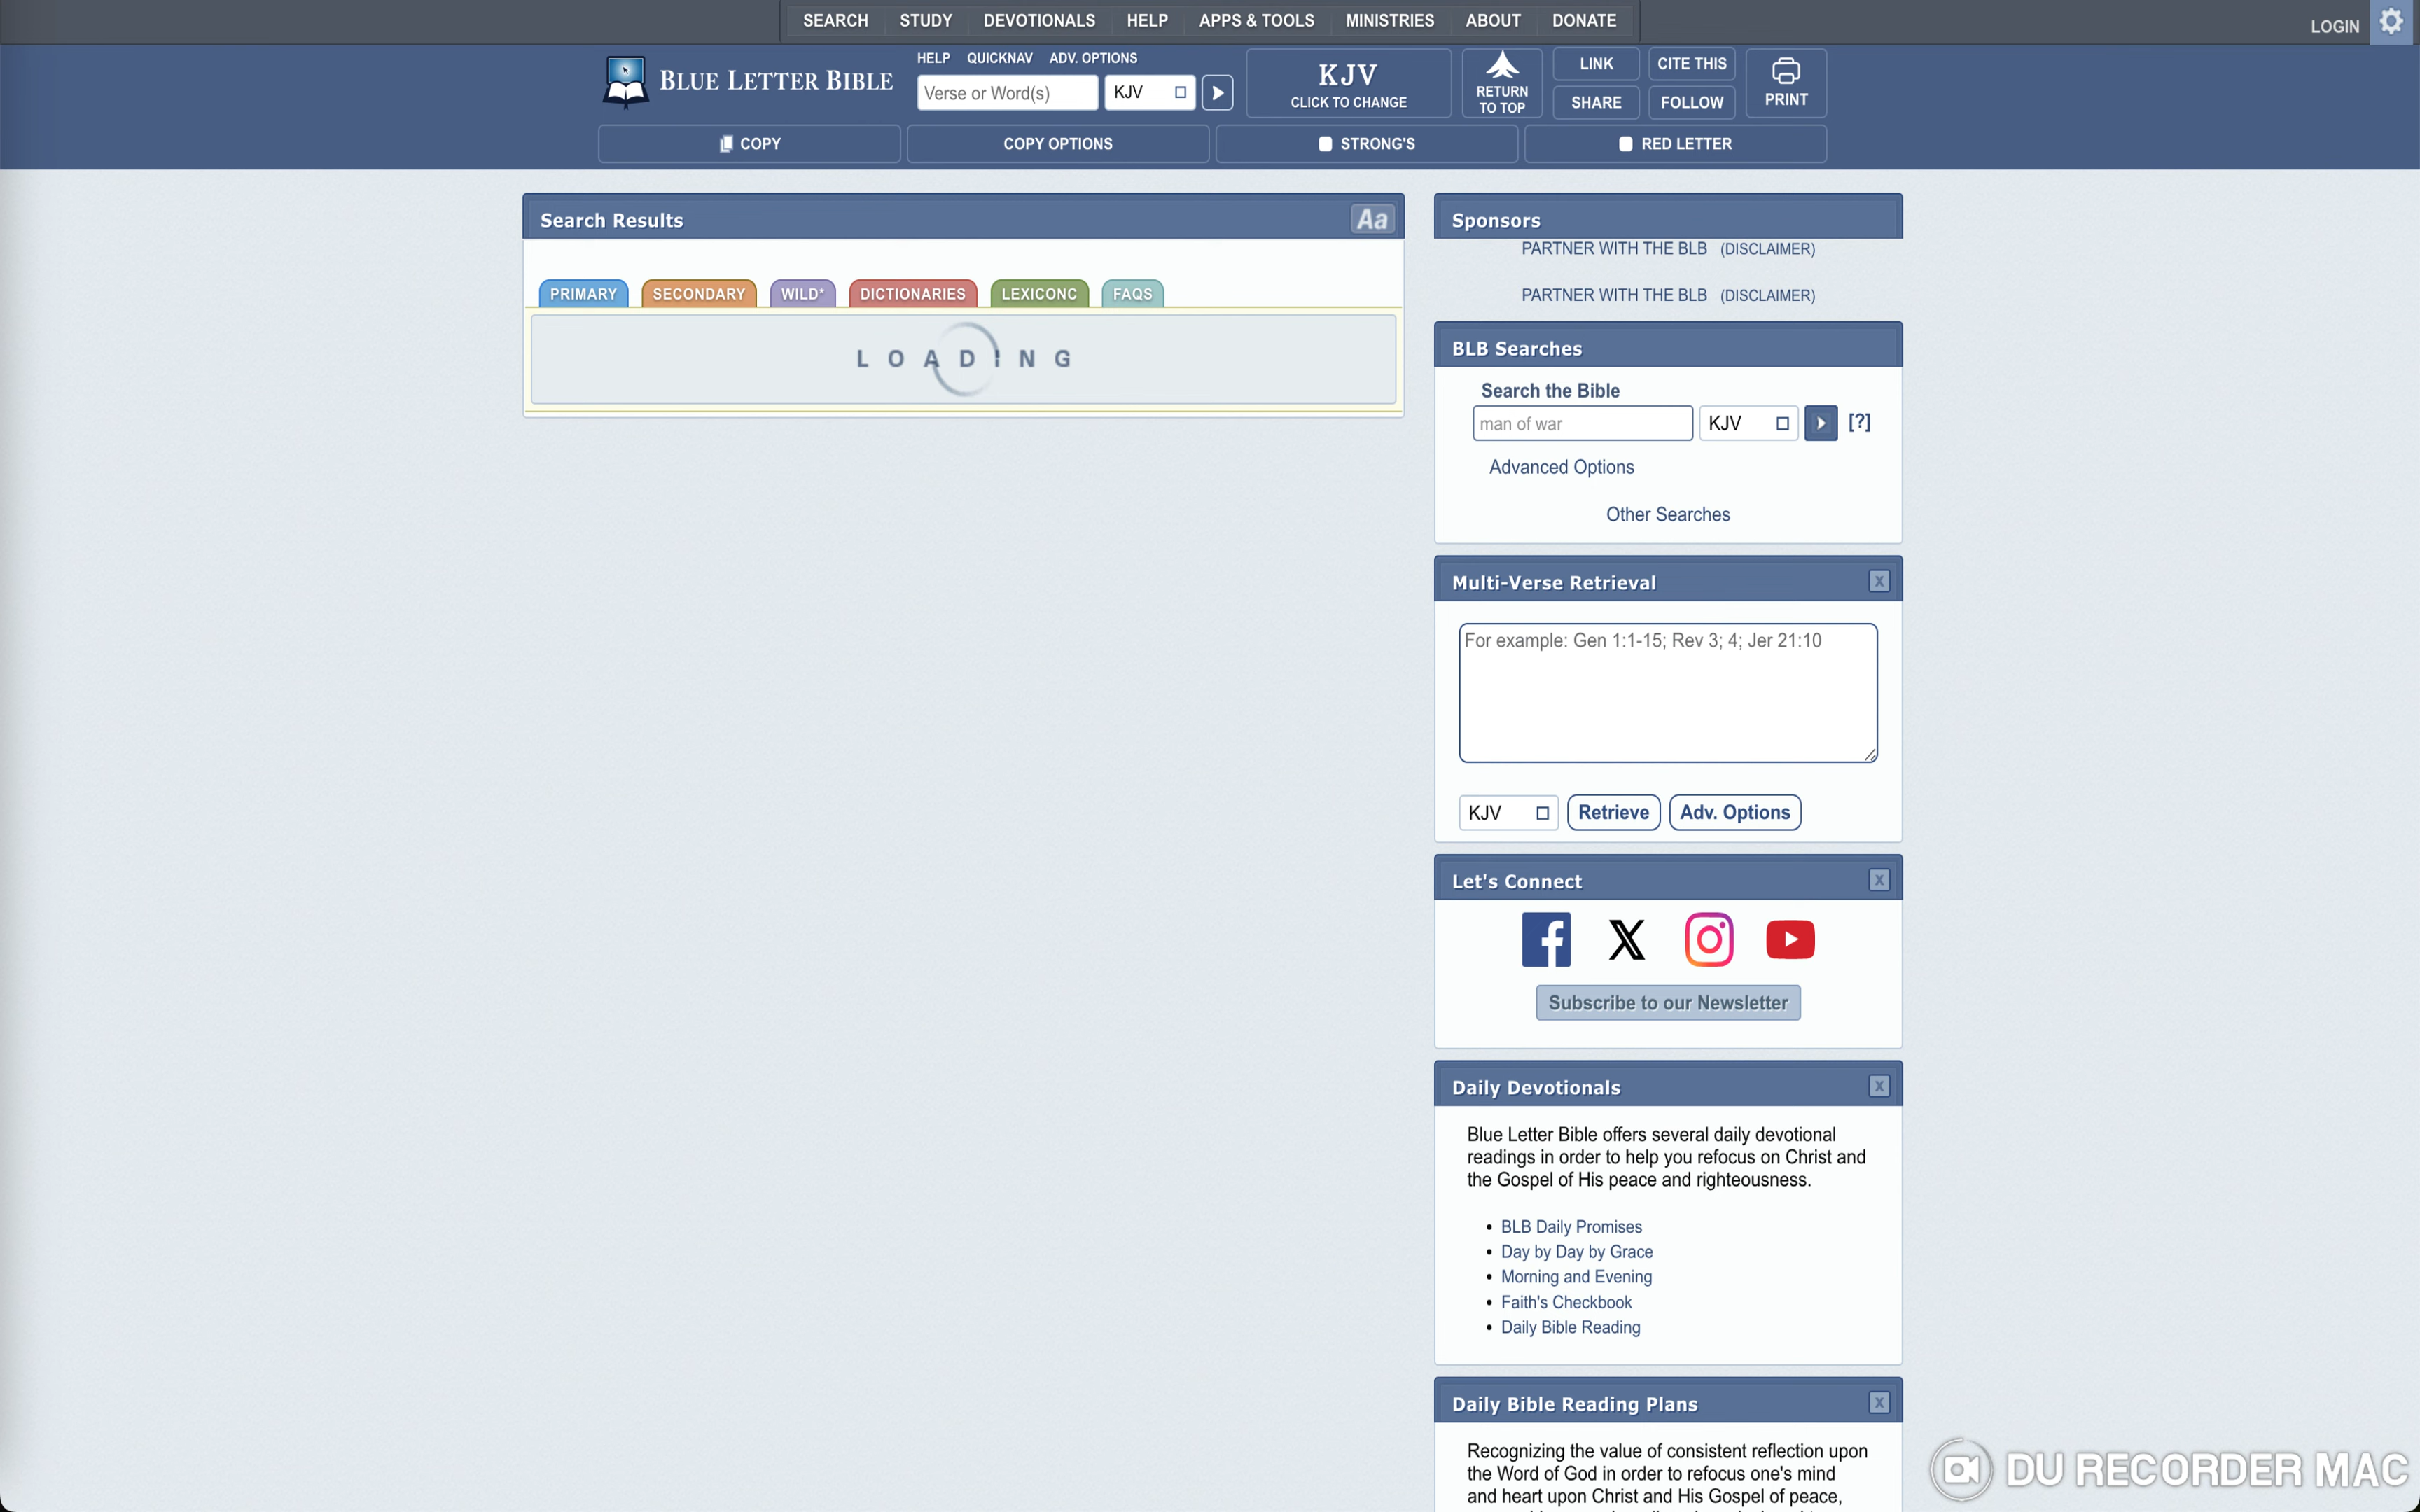 SEARCH STUDY DEVOTIONALS HELP APPS & TOOLS MINISTRIES ABOUT DONATE
LOGIN
BLUE LETTER BIBLE
HELP QUICKNAV ADV. OPTIONS
Verse or Word(s) KJV
KJV
CLICK TO CHANGE
RETURN
TO TOP
LINK CITE THIS
SHARE FOLLOW
PRINT
COPY COPY OPTIONS STRONG'S RED LETTER
Search Results Aa
PRIMARY SECONDARY WILD* DICTIONARIES LEXICONC FAQS
LOADING
Sponsors
PARTNER WITH THE BLB (DISCLAIMER)
PARTNER WITH THE BLB (DISCLAIMER)
BLB Searches
Search the Bible
man of war KJV [?]
Advanced Options
Other Searches
Multi-Verse Retrieval X
For example: Gen 1:1-15; Rev 3; 4; Jer 21:10
KJV Retrieve Adv. Options
Let's Connect X
Subscribe to our Newsletter
Daily Devotionals X
Blue Letter Bible offers several daily devotional
readings in order to help you refocus on Christ and
the Gospel of His peace and righteousness.
• BLB Daily Promises
• Day by Day by Grace
• Morning and Evening
• Faith's Checkbook
• Daily Bible Reading
Daily Bible Reading Plans X
Recognizing the value of consistent reflection upon
the Word of God in order to refocus one's mind
and heart upon Christ and His Gospel of peace,
DU RECORDER MAC